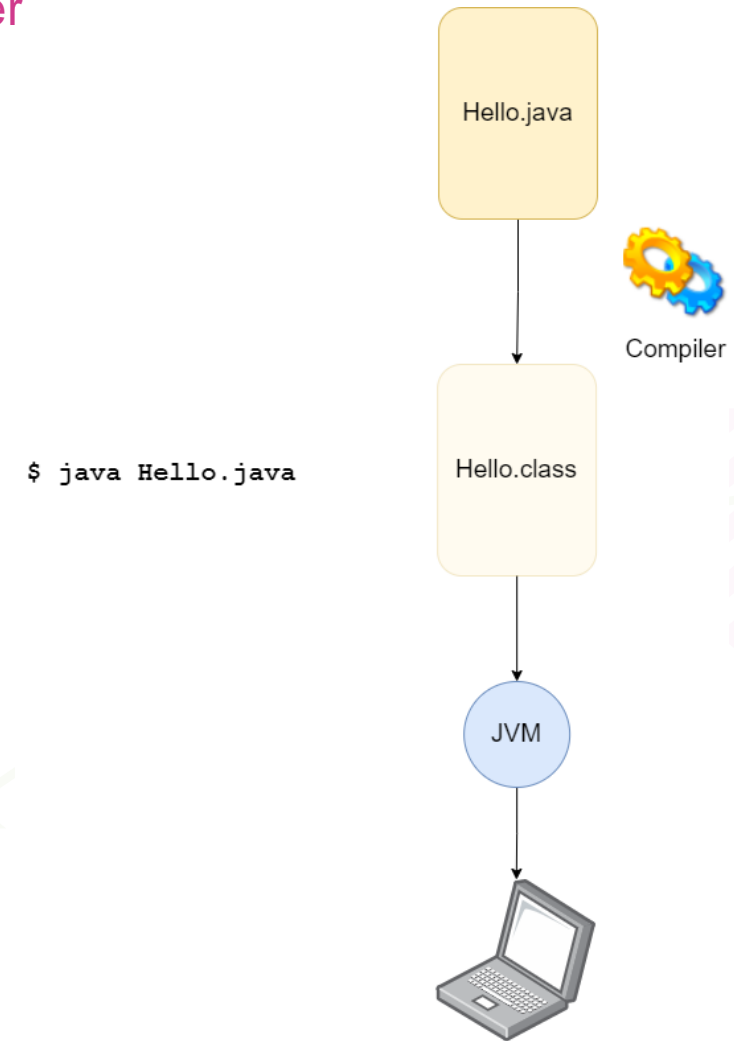 er
Hello.java
Compiler
$ java Hello.java
Hello.class
JVM